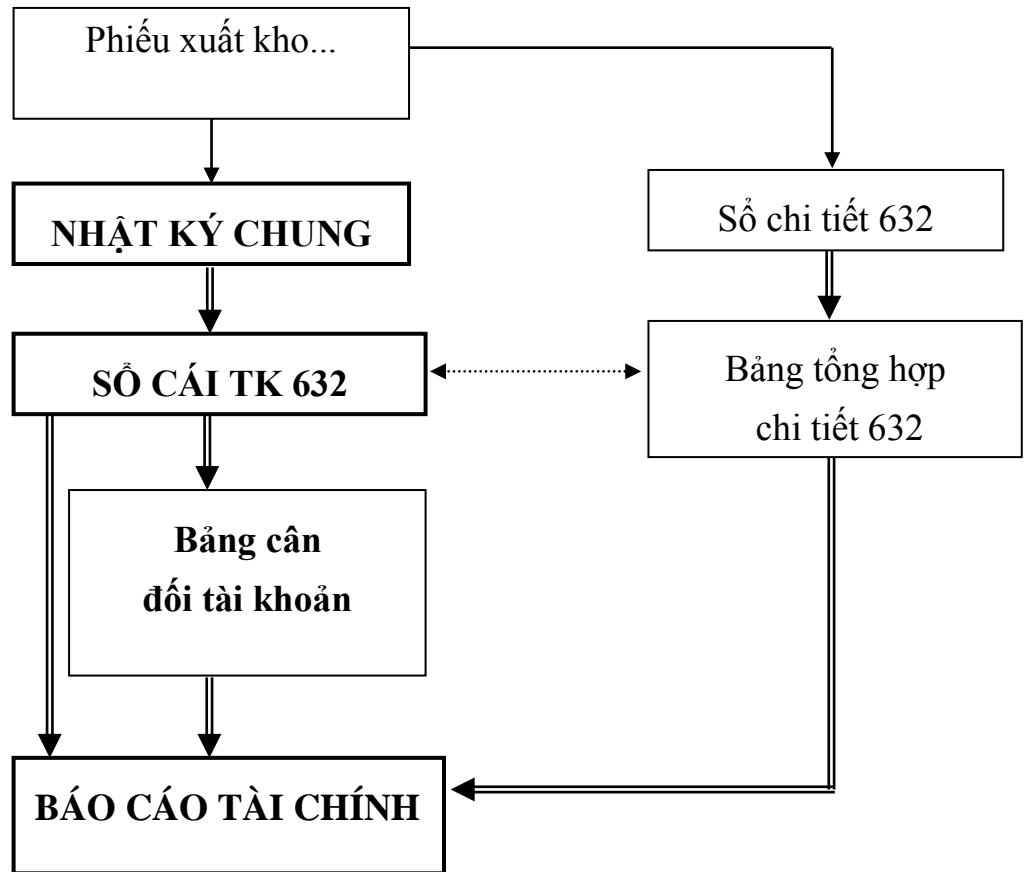 Phiếu xuất kho...
NHẬT KÝ CHUNG
Sổ chi tiết 632
SỔ CÁI TK 632
Bảng tổng hợp
chi tiết 632
Bảng cân
đối tài khoản
BÁO CÁO TÀI CHÍNH